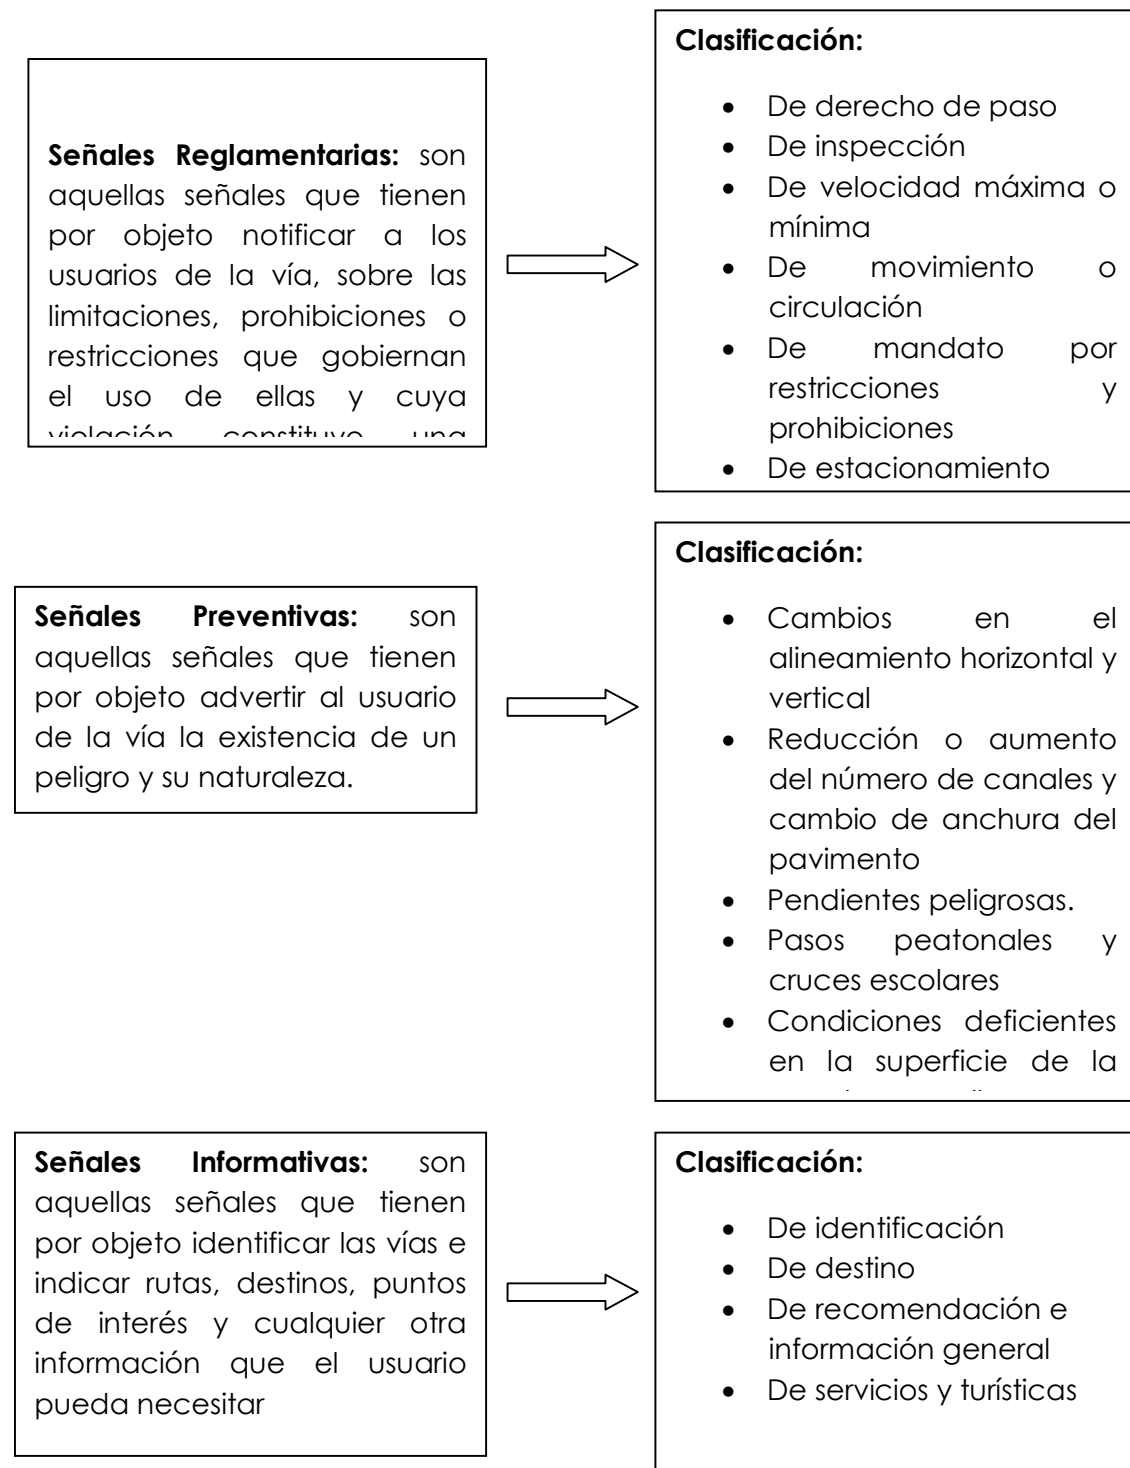 Señales Reglamentarias: son
aquellas señales que tienen
por objeto notificar a los
usuarios de la vía, sobre las
limitaciones, prohibiciones o
restricciones que gobiernan
el uso de ellas y cuya
violación constituye una
Clasificación:
• De derecho de paso
• De inspección
• De velocidad máxima o
mínima
• De movimiento o
circulación
• De mandato por
restricciones y
prohibiciones
• De estacionamiento
Señales Preventivas: son
aquellas señales que tienen
por objeto advertir al usuario
de la vía la existencia de un
peligro y su naturaleza.
Clasificación:
• Cambios en el
alineamiento horizontal y
vertical
• Reducción o aumento
del número de canales y
cambio de anchura del
pavimento
• Pendientes peligrosas.
• Pasos peatonales y
cruces escolares
• Condiciones deficientes
en la superficie de la
Señales Informativas: son
aquellas señales que tienen
por objeto identificar las vías e
indicar rutas, destinos, puntos
de interés y cualquier otra
información que el usuario
pueda necesitar
Clasificación:
• De identificación
• De destino
• De recomendación e
información general
• De servicios y turísticas